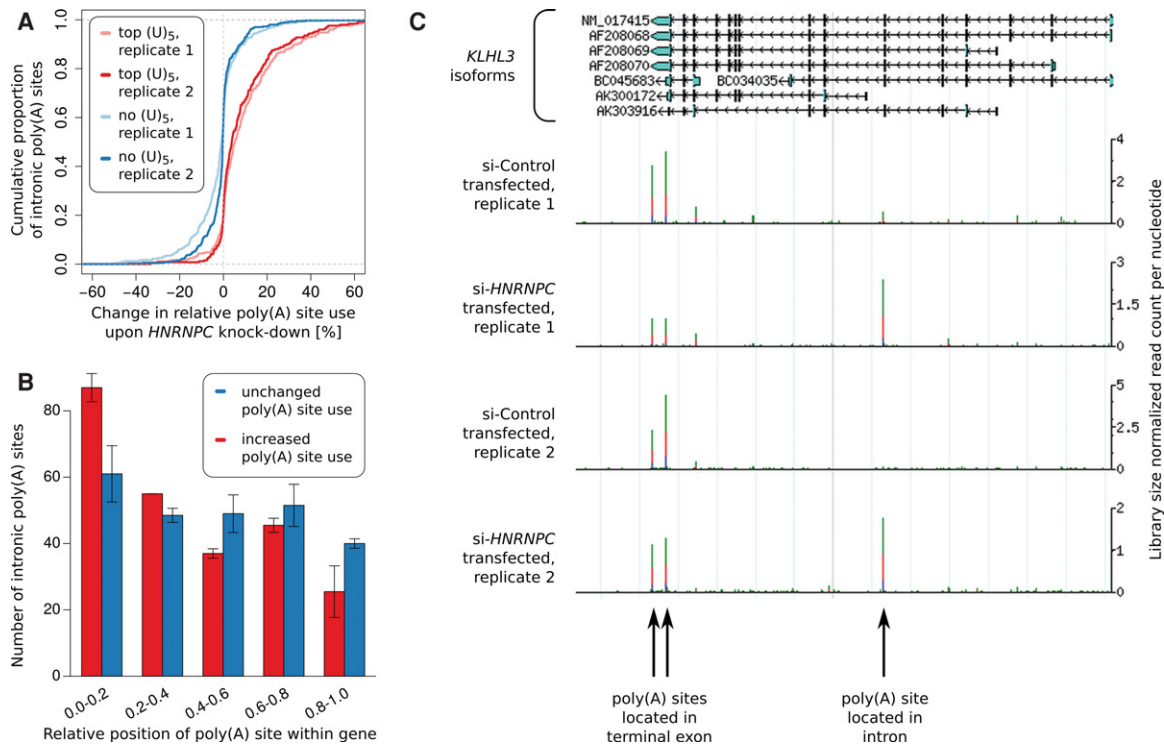 A
Cumulative proportion
of intronic poly(A) sites
1.0
0.8
0.6
0.4
0.2
0.0
top (U)5,
replicate 1
top (U)5,
replicate 2
no (U)5,
replicate 1
no (U)5,
replicate 2
−60 −40 −20 0 20 40 60
Change in relative poly(A) site use
upon HNRNPC knock-down [%]
B
Number of intronic poly(A) sites
80
60
40
20
0
unchanged
poly(A) site use
increased
poly(A) site use
0.0-0.2 0.2-0.4 0.4-0.6 0.6-0.8 0.8-1.0
Relative position of poly(A) site within gene
C
KLHL3
isoforms
NM_017415
AF208068
AF208069
AF208070
BC045683 BC034035
AK300172
AK303916
si-Control
transfected,
replicate 1
4
2
0
si-HNRNPC
transfected,
replicate 1
3
1.5
0
si-Control
transfected,
replicate 2
5
2.5
0
si-HNRNPC
transfected,
replicate 2
2
1
0
Library size normalized read count per nucleotide
poly(A) sites
located in
terminal exon
poly(A) site
located in
intron